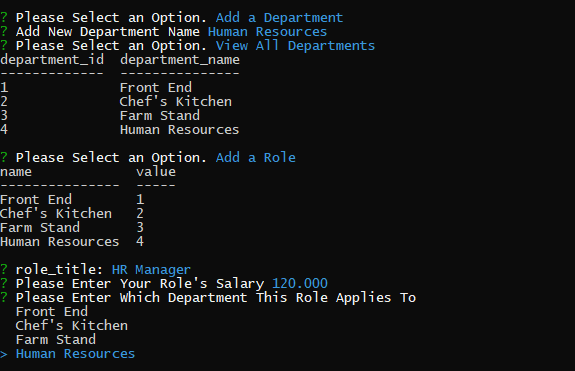 ? Please Select an Option. Add a Department
? Add New Department Name Human Resources
? Please Select an Option. View All Departments
department_id  department_name
-------------  ---------------
1              Front End
2              Chef's Kitchen
3              Farm Stand
4              Human Resources
? Please Select an Option. Add a Role
name             value
---------------  -----
Front End        1
Chef's Kitchen   2
Farm Stand       3
Human Resources  4
? role_title: HR Manager
? Please Enter Your Role's Salary 120.000
? Please Enter Which Department This Role Applies To
  Front End
  Chef's Kitchen
  Farm Stand
> Human Resources